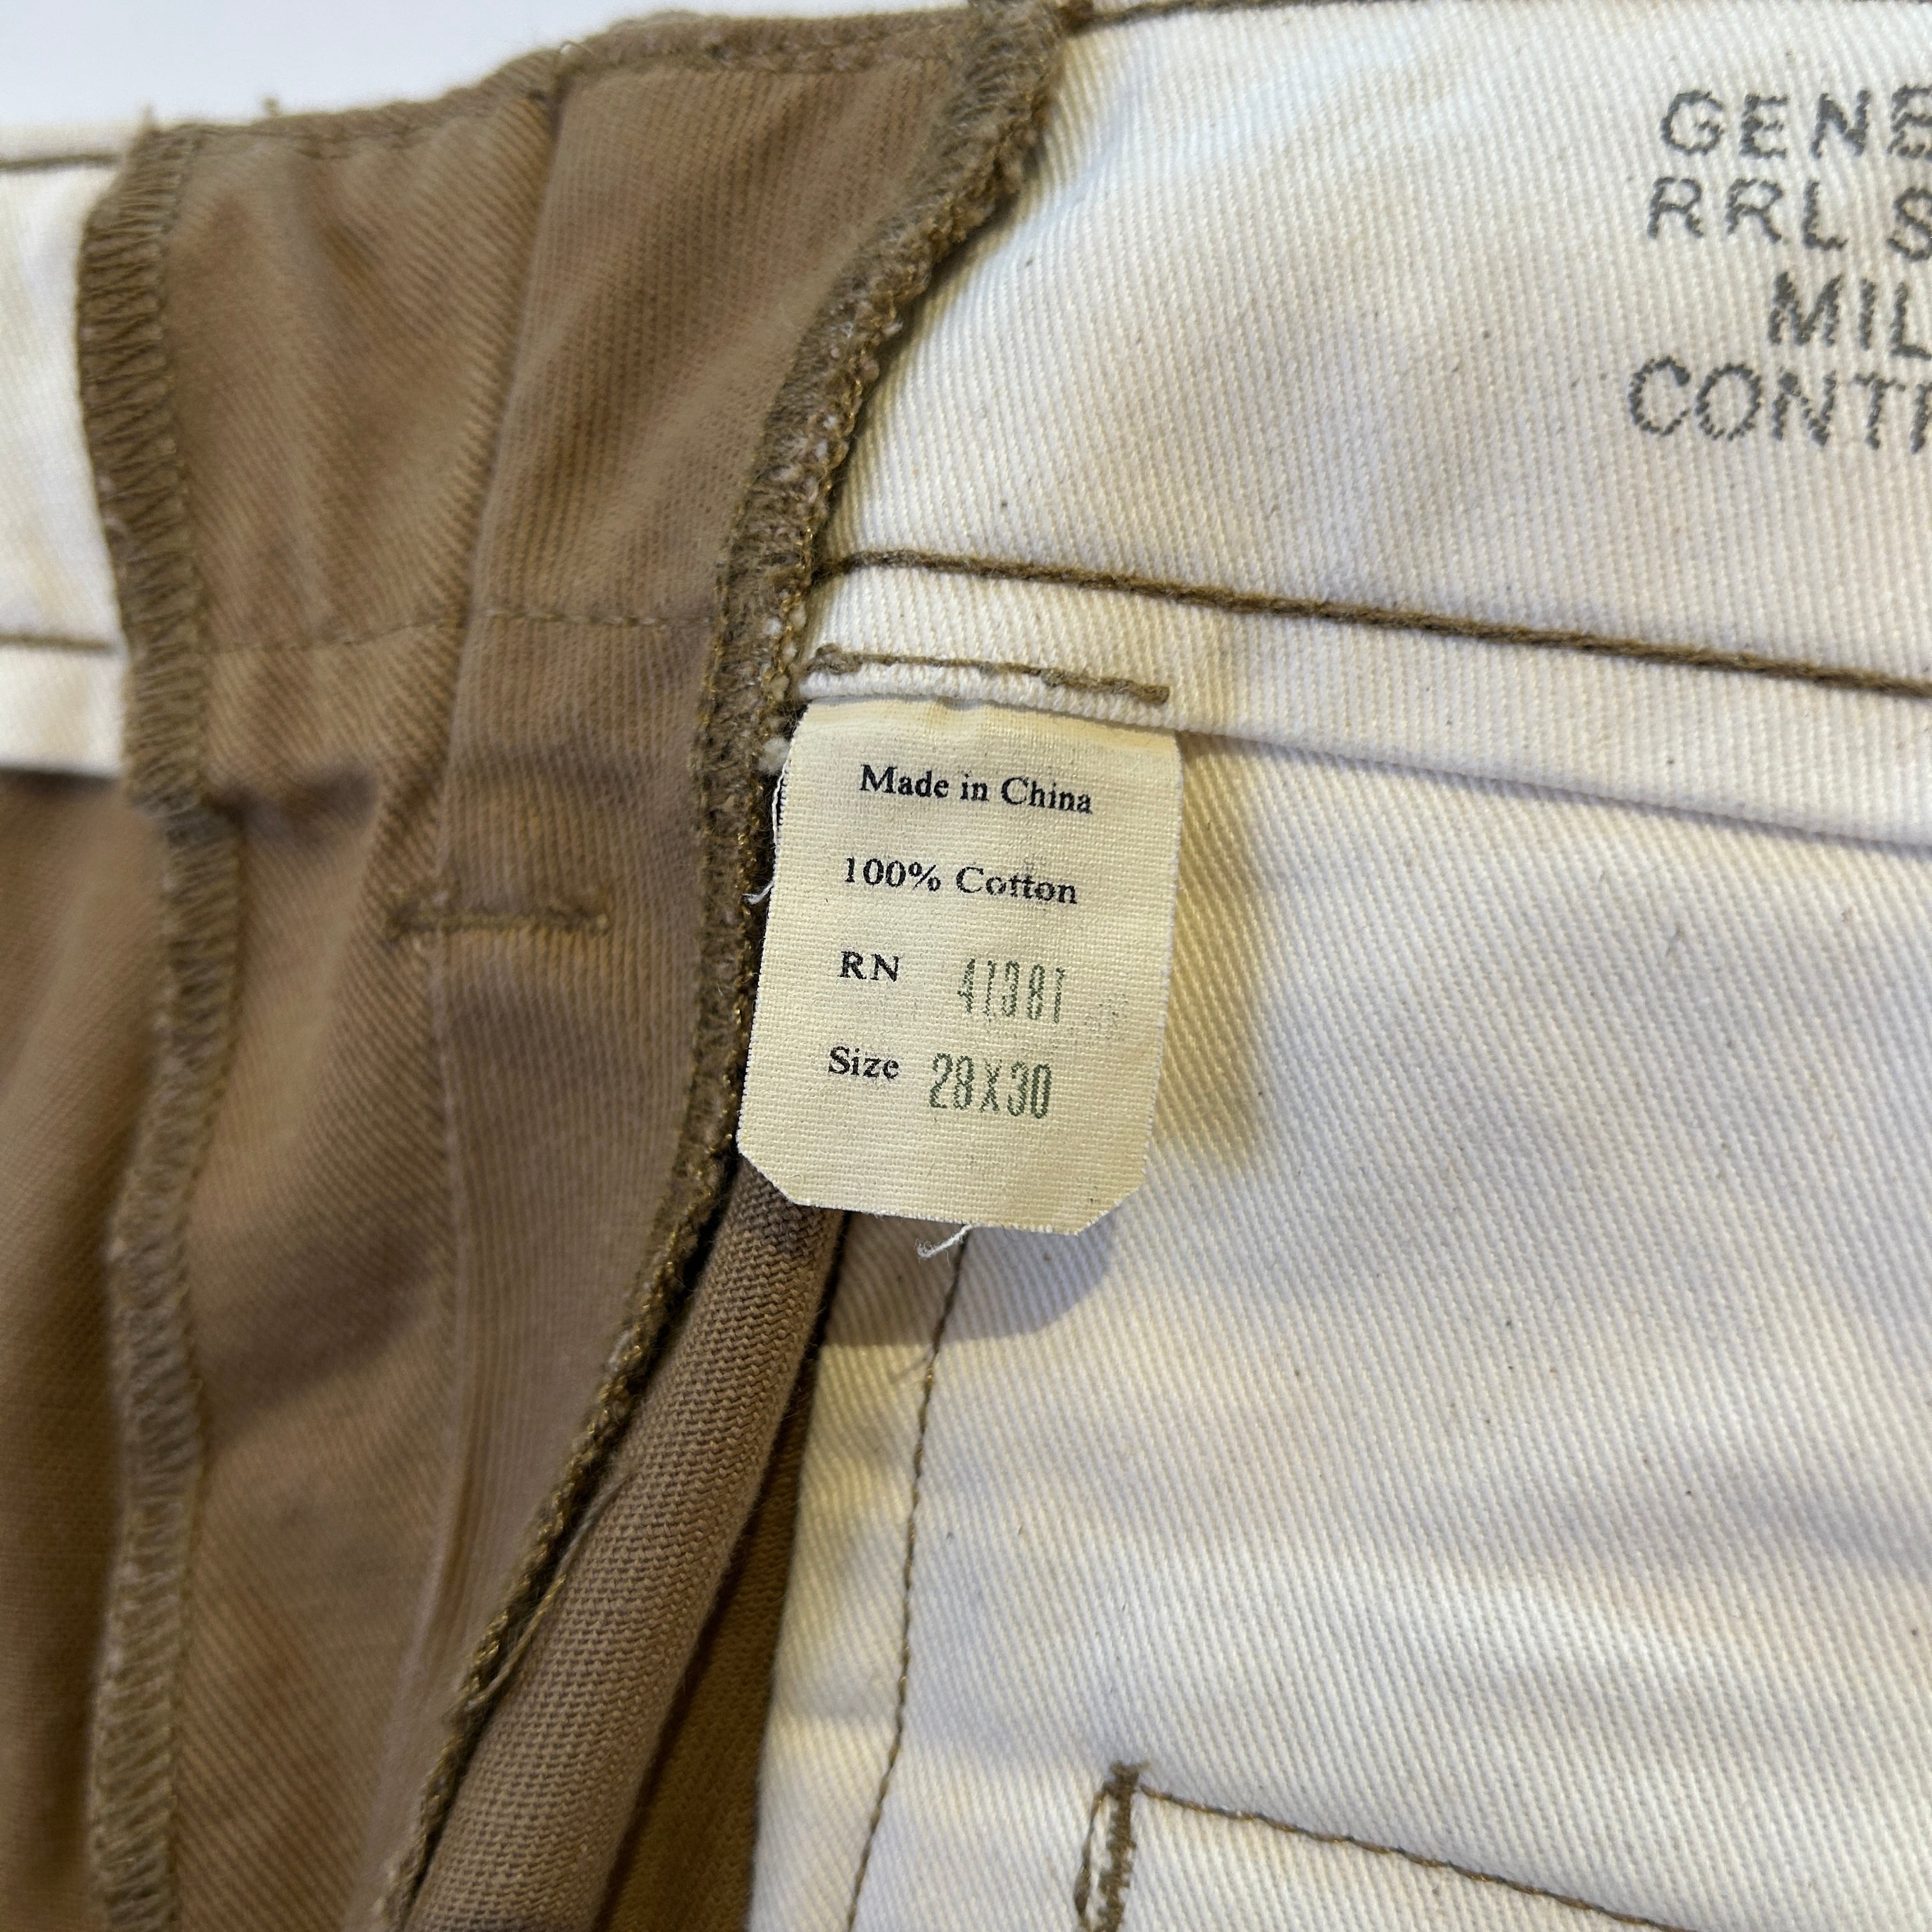 GENE
RRL S
MIL
CONT
Made in China
100% Cotton
RN 41381
Size 28X30